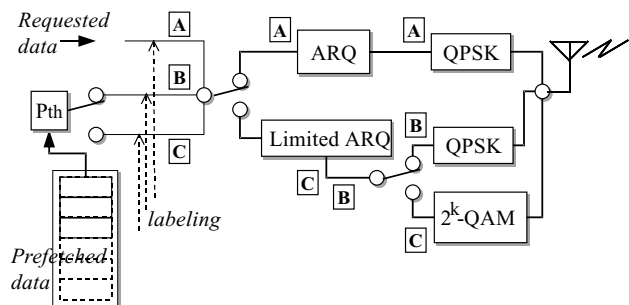 Requested
data
A
A
ARQ
A
QPSK
B
Pth
C
Limited ARQ
B
QPSK
C
B
labeling
C
2^k-QAM
Prefetched
data